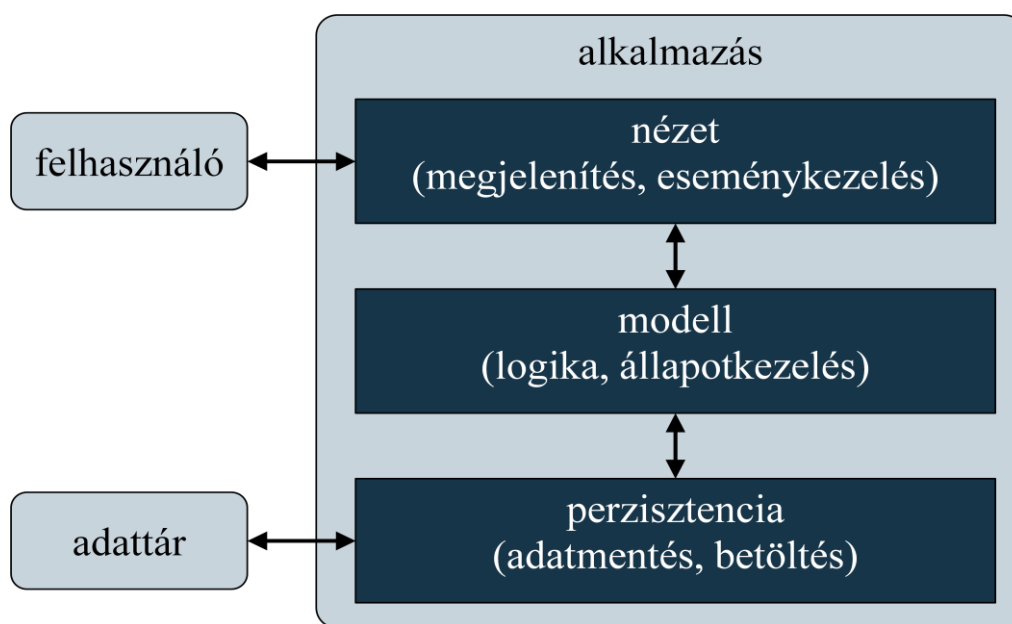 alkalmazás
felhasználó
nézet
(megjelenítés, eseménykezelés)
modell
(logika, állapotkezelés)
adattár
perzisztencia
(adatmentés, betöltés)